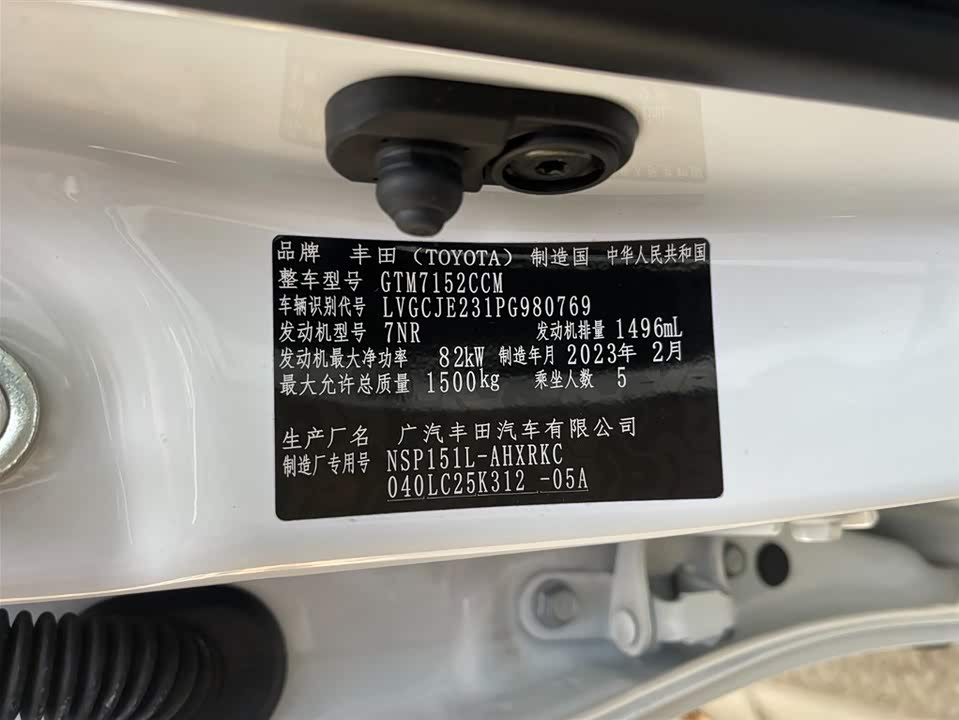 品牌 丰田（TOYOTA） 制造国 中华人民共和国
整车型号 GTM7152CCM
车辆识别代号 LVGCJE231PG980769
发动机型号 7NR 发动机排量 1496mL
发动机最大净功率 82kW 制造年月 2023年 2月
最大允许总质量 1500kg 乘坐人数 5
生产厂名 广汽丰田汽车有限公司
制造厂专用号 NSP151L-AHXRKC
040LC25K312 -05A